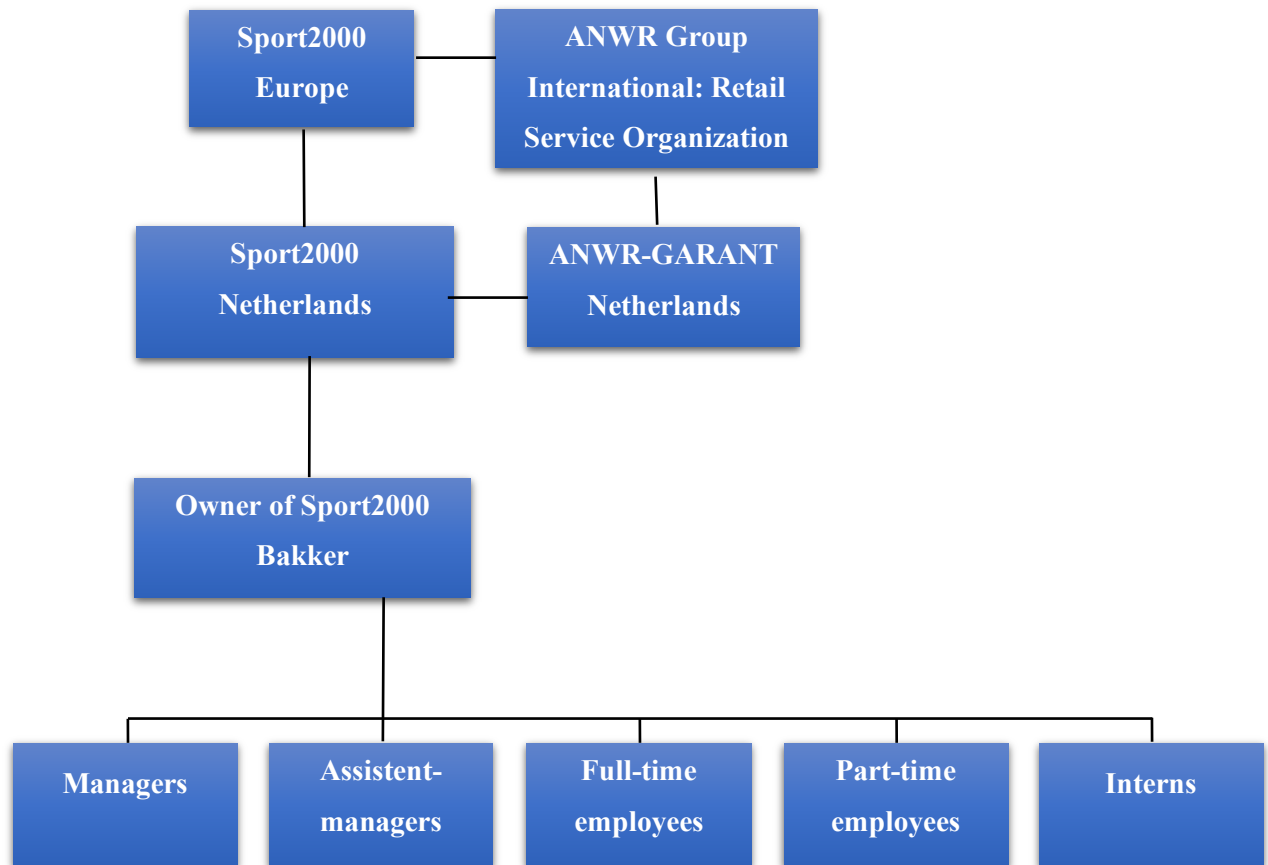 Sport2000
Europe
ANWR Group
International: Retail
Service Organization
Sport2000
Netherlands
ANWR-GARANT
Netherlands
Owner of Sport2000
Bakker
Managers
Assistent-
managers
Full-time
employees
Part-time
employees
Interns